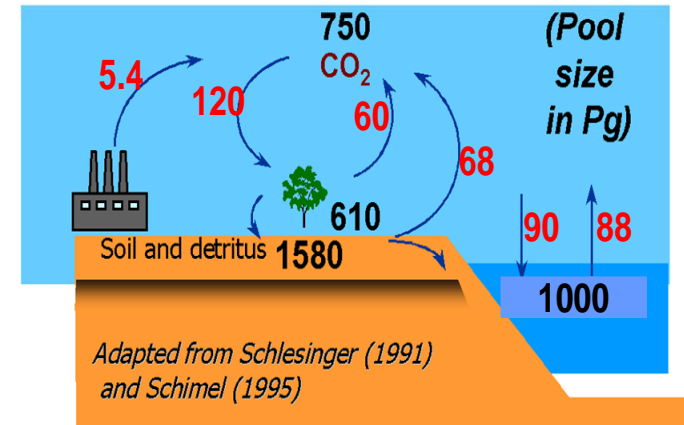 750
CO₂
(Pool
size
in Pg)
5.4
120
60
68
610
90
88
Soil and detritus 1580
1000
Adapted from Schlesinger (1991)
and Schimel (1995)